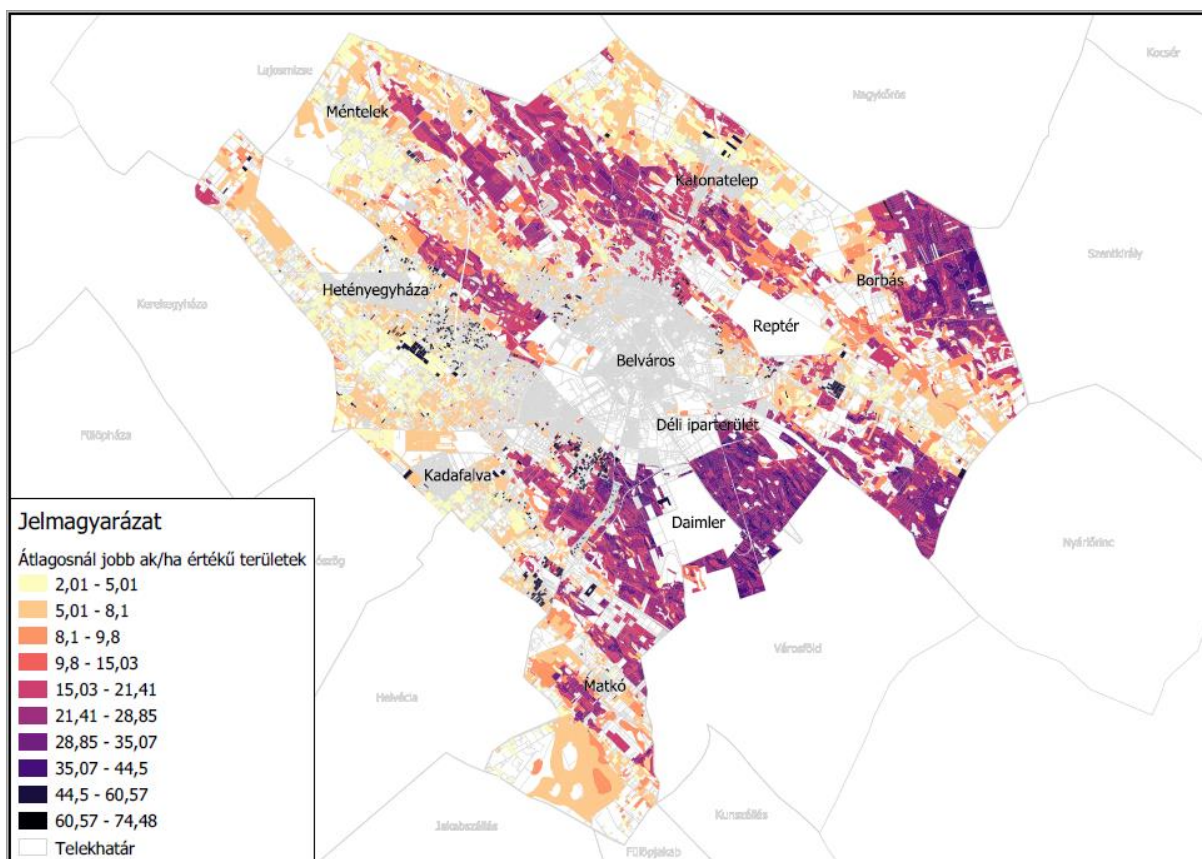 Kocsér
Lajosmizse
Nagykőrös
Méntelek
Katonatelep
Szentkirály
Borbás
Hetényegyháza
Kerekegyháza
Reptér
Belváros
Déli iparterület
Fülöpháza
Kadafalva
Daimler
Nyárlőrinc
Városföld
Matkó
Helvécia
Kunszállás
Jakabszállás
Fülöpjakab
Jelmagyarázat
Átlagosnál jobb ak/ha értékű területek
2,01 - 5,01
5,01 - 8,1
8,1 - 9,8
9,8 - 15,03
15,03 - 21,41
21,41 - 28,85
28,85 - 35,07
35,07 - 44,5
44,5 - 60,57
60,57 - 74,48
Telekhatár